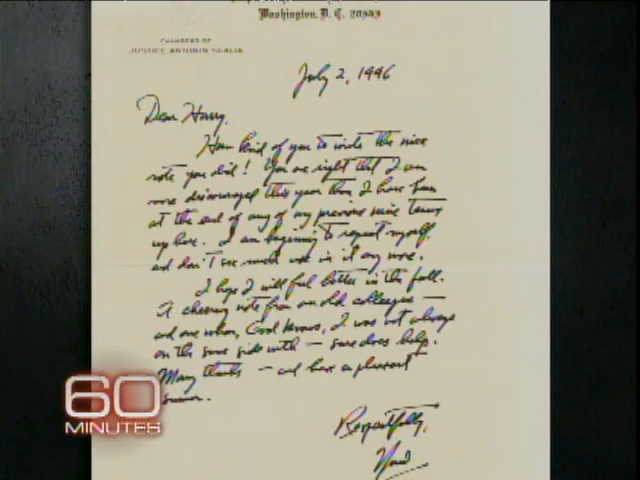 Washington, D. C. 20543
CHAMBERS OF
JUSTICE ANTONIN SCALIA
July 2, 1996
Dear Harry,
How kind of you to write the nice
note you did! You are right that I am
more discouraged this year than I have been
at the end of any of my previous nine terms
up here. I am beginning to repeat myself,
and don't see much use in it any more.
I hope I will feel better in the fall.
A cheering note from an old colleague —
and one whom, God knows, I was not always
on the same side with — sure does help.
Many thanks — and have a pleasant
summer.
Respectfully,
Nino
60
MINUTES